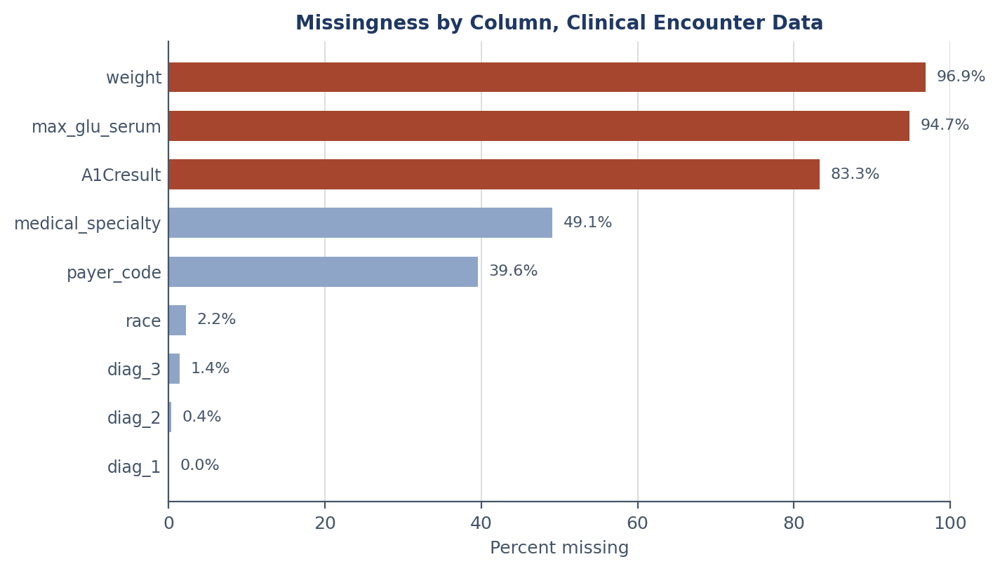 Missingness by Column, Clinical Encounter Data
weight 96.9%
max_glu_serum 94.7%
A1Cresult 83.3%
medical_specialty 49.1%
payer_code 39.6%
race 2.2%
diag_3 1.4%
diag_2 0.4%
diag_1 0.0%
0 20 40 60 80 100
Percent missing